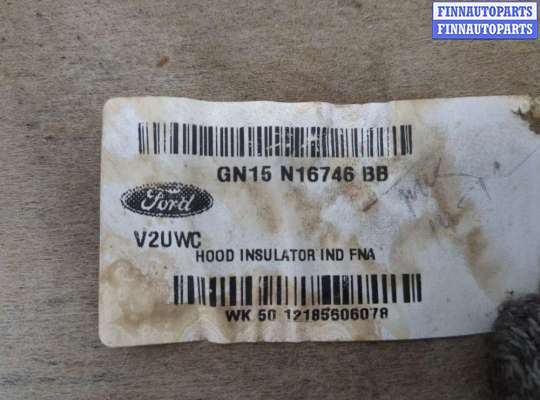 FINNAUTOPARTS
FINNAUTOPARTS
GN15 N16746 BB
Ford
V2UWC
HOOD INSULATOR IND FNA
WK 50 12185606078